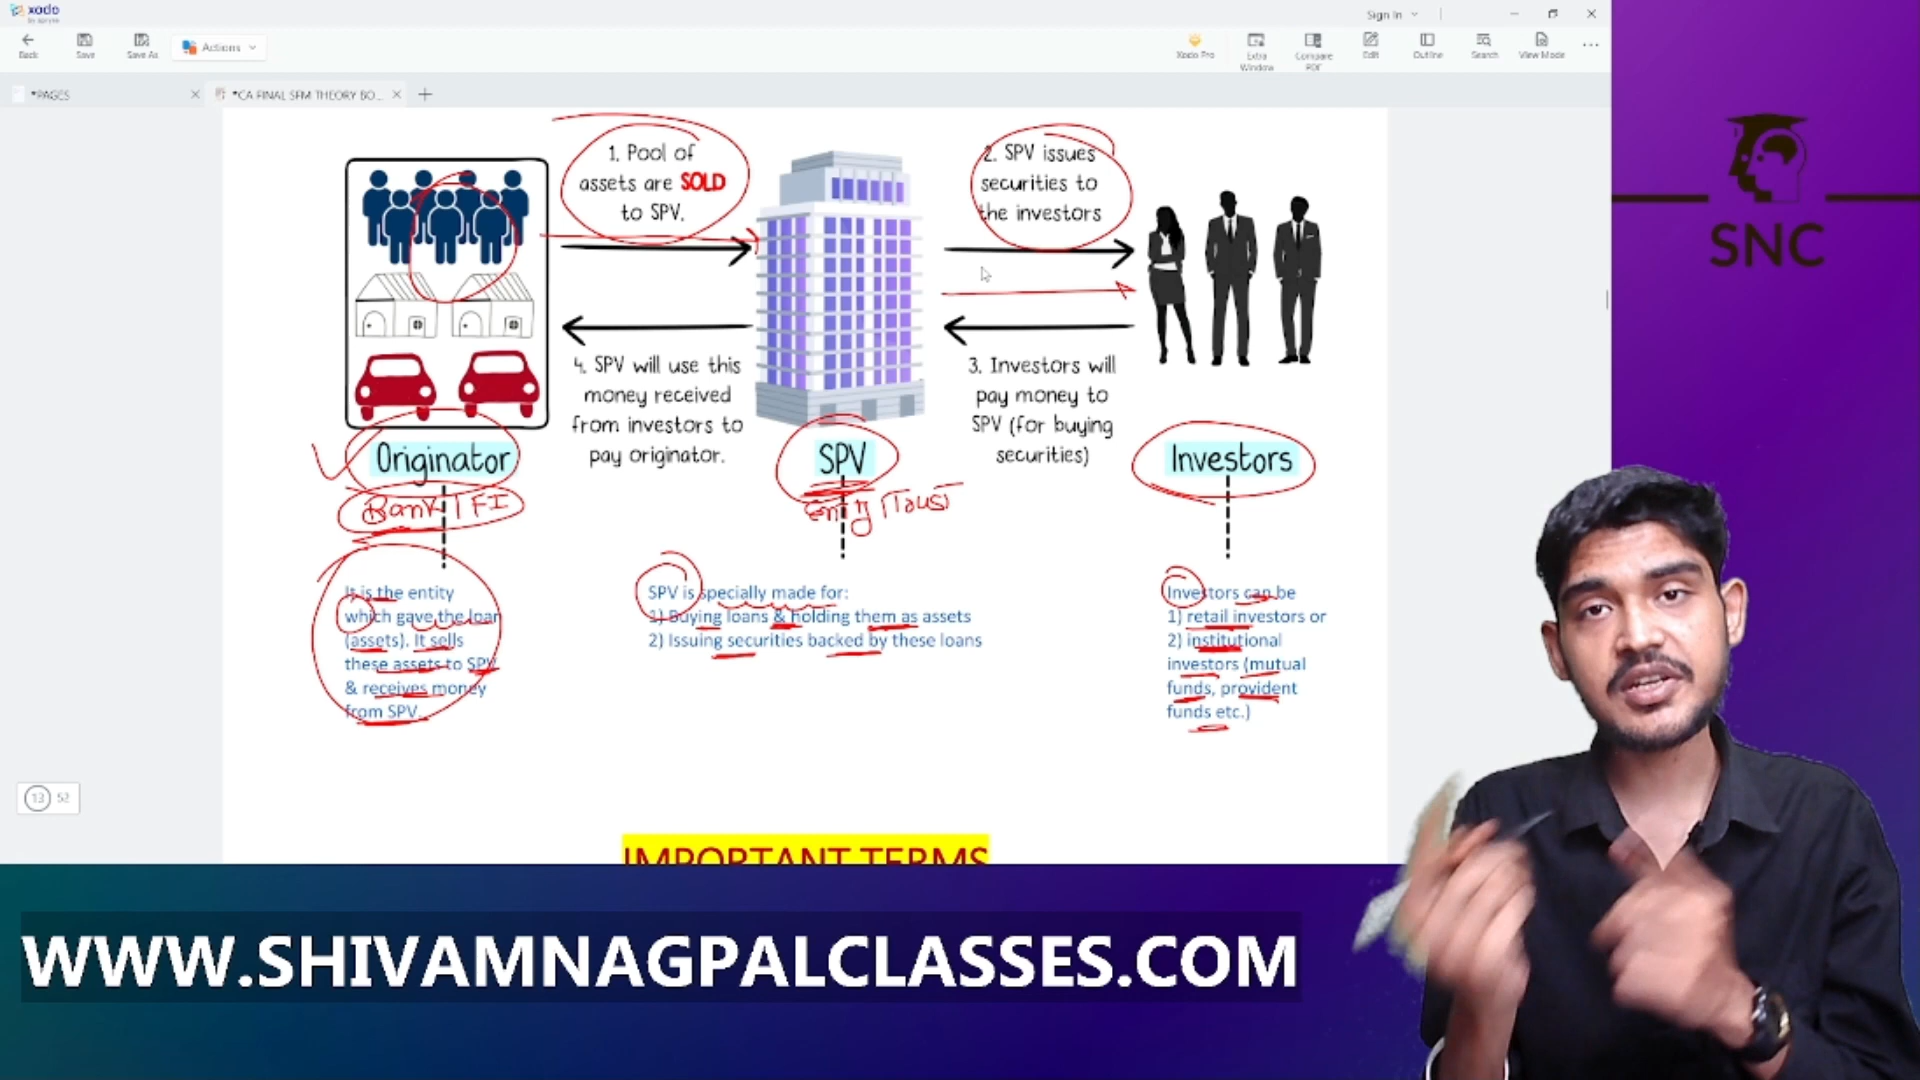 xodo
Sign In
Back
Save
Save As
Actions
Xodo Pro
Extra
Window
Compare
PDF
Edit
Outline
Search
View Mode
*PAGES
*CA FINAL SFM THEORY BO...
1. Pool of
assets are SOLD
to SPV.
2. SPV issues
securities to
the investors
4. SPV will use this
money received
from investors to
pay originator.
3. Investors will
pay money to
SPV (for buying
securities)
Originator
SPV
Investors
Bank / FI
Entity / Trust
It is the entity
which gave the loan
(assets). It sells
these assets to SPV
& receives money
from SPV.
SPV is specially made for:
1) Buying loans & holding them as assets
2) Issuing securities backed by these loans
Investors can be
1) retail investors or
2) institutional
investors (mutual
funds, provident
funds etc.)
13 52
IMPORTANT TERMS
SNC
WWW.SHIVAMNAGPALCLASSES.COM